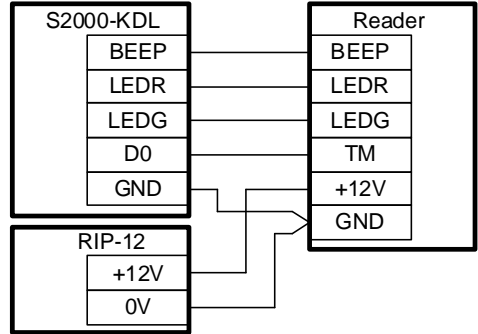 S2000-KDL
BEEP
LEDR
LEDG
D0
GND
RIP-12
+12V
0V
Reader
BEEP
LEDR
LEDG
TM
+12V
GND